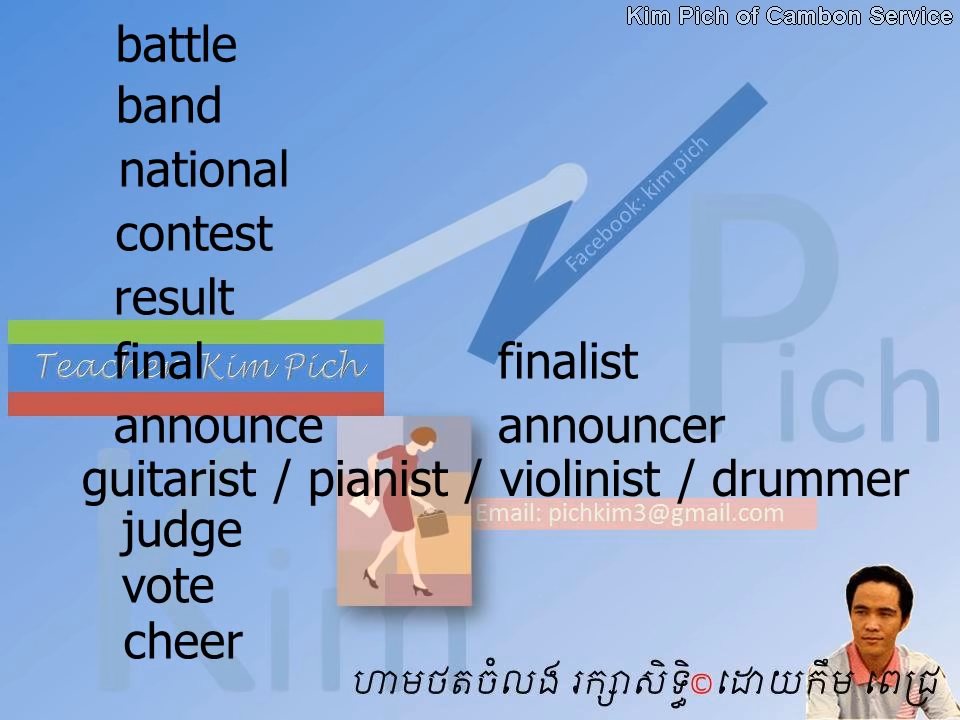 Kim Pich of Cambon Service
battle
band
national
contest
result
Facebook: kim pich
Pich
Teacher Kim Pich
final finalist
announce announcer
guitarist / pianist / violinist / drummer
Email: pichkim3@gmail.com
judge
vote
cheer
Kim
ហាមថតចំលង រក្សាសិទ្ធិ©ដោយកឹម ពេជ្រ